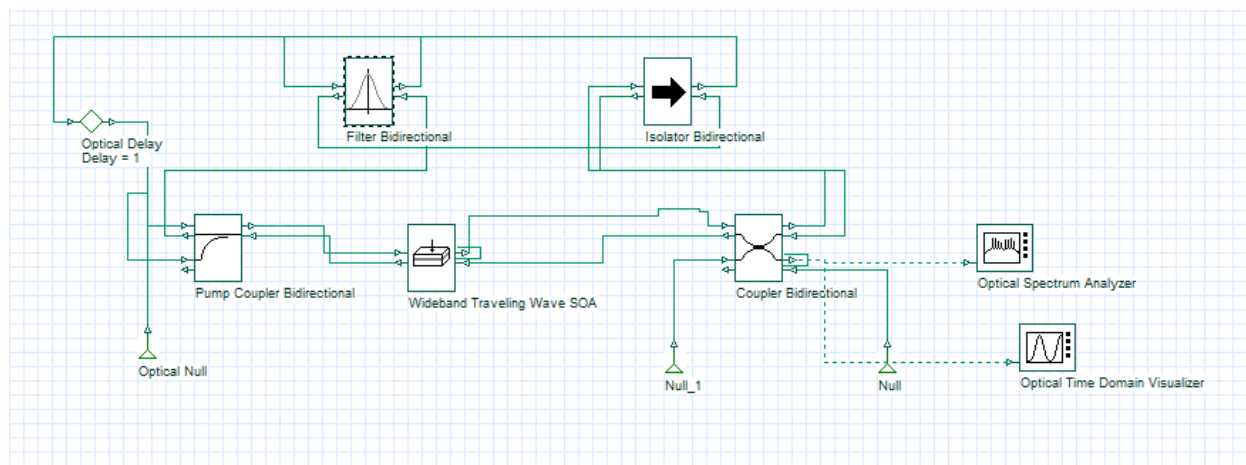 Filter Bidirectional
Isolator Bidirectional
Optical Delay
Delay = 1
Pump Coupler Bidirectional
Wideband Traveling Wave SOA
Coupler Bidirectional
Optical Spectrum Analyzer
Optical Null
Null_1
Null
Optical Time Domain Visualizer